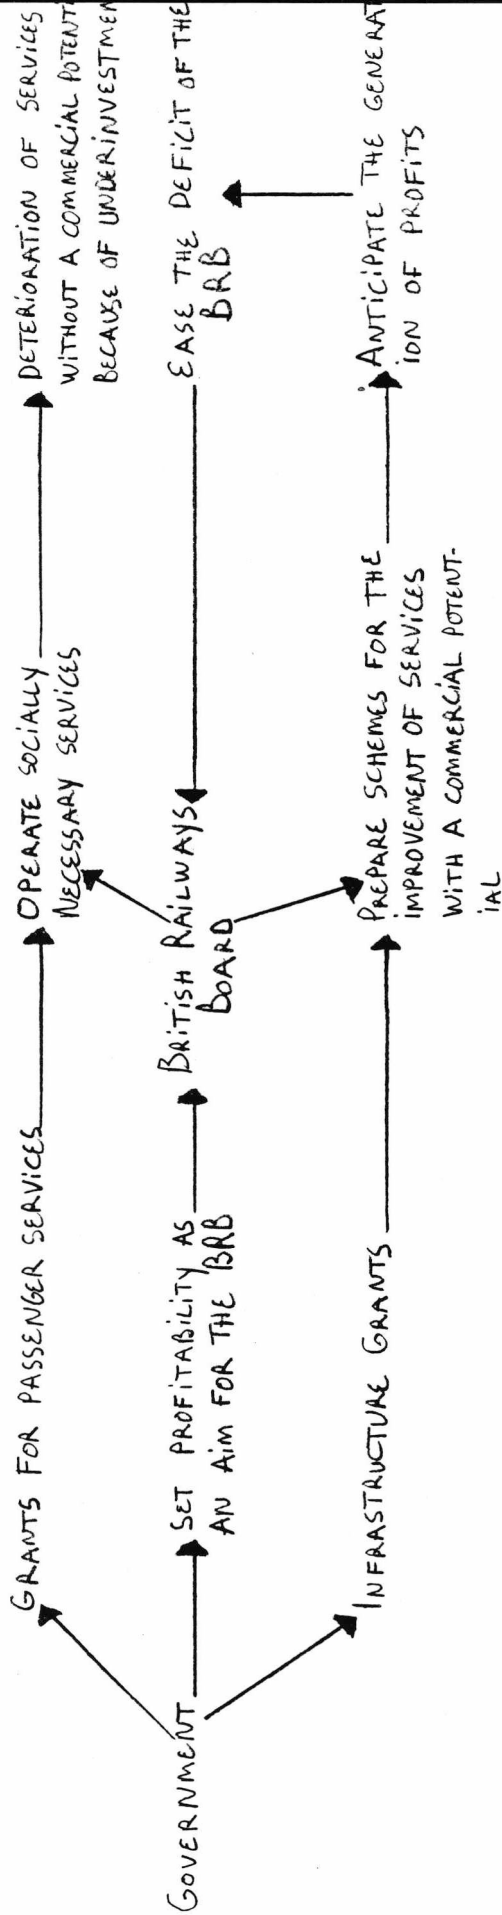 GOVERNMENT
GRANTS FOR PASSENGER SERVICES
SET PROFITABILITY AS
AN AIM FOR THE BRB
INFRASTRUCTURE GRANTS
BRITISH RAILWAYS
BOARD
OPERATE SOCIALLY
NECESSARY SERVICES
PREPARE SCHEMES FOR THE
IMPROVEMENT OF SERVICES
WITH A COMMERCIAL POTENT-
IAL
DETERIORATION OF SERVICES
WITHOUT A COMMERCIAL POTENTI
BECAUSE OF UNDERINVESTMEN
EASE THE DEFICIT OF THE
BRB
ANTICIPATE THE GENERAT
ION OF PROFITS